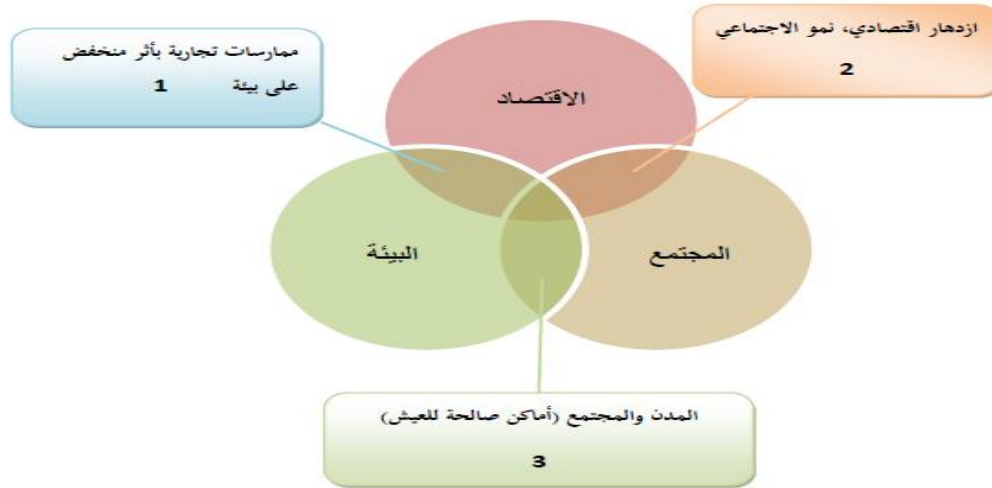 ازدهار اقتصادي، نمو الاجتماعي
2
ممارسات تجارية بأثر منخفض
على بيئة 1
الاقتصاد
المجتمع
البيئة
المدن والمجتمع (أماكن صالحة للعيش)
3